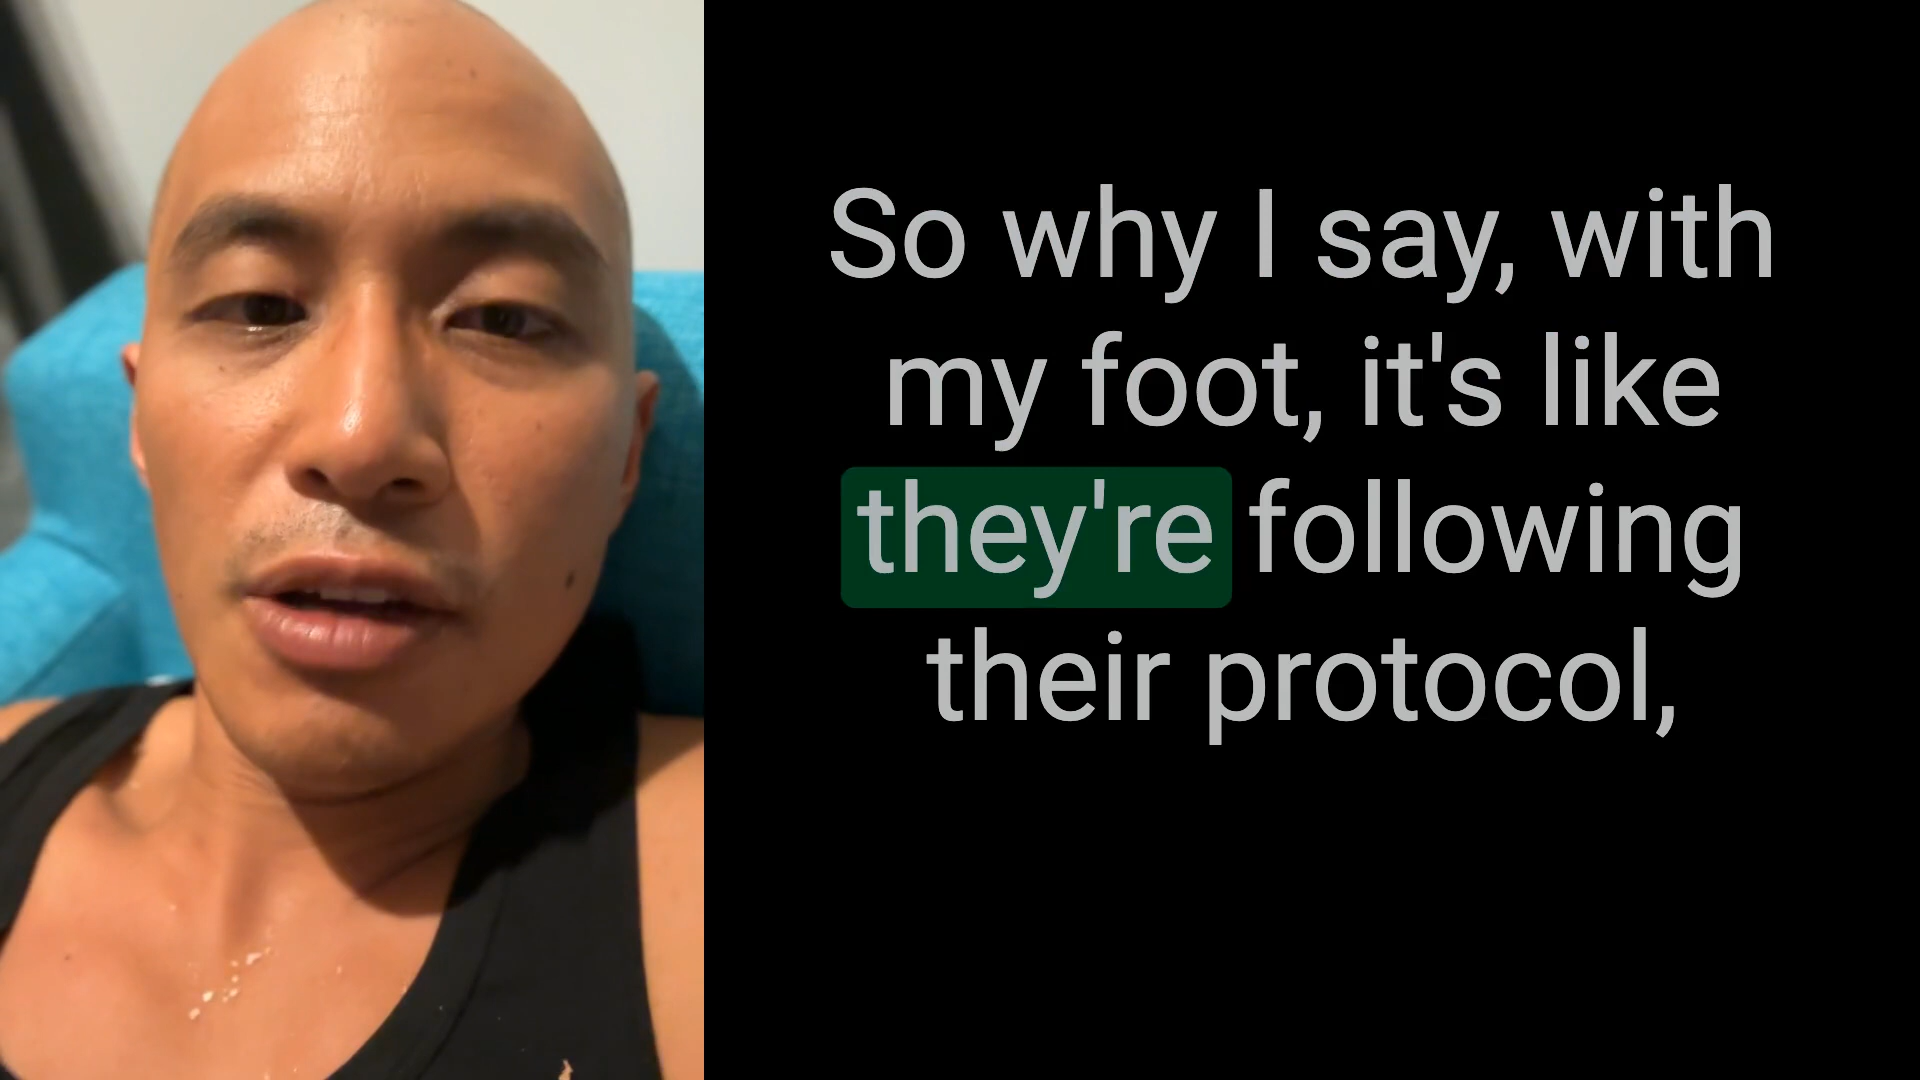 So why I say, with
my foot, it's like
they're following
their protocol,